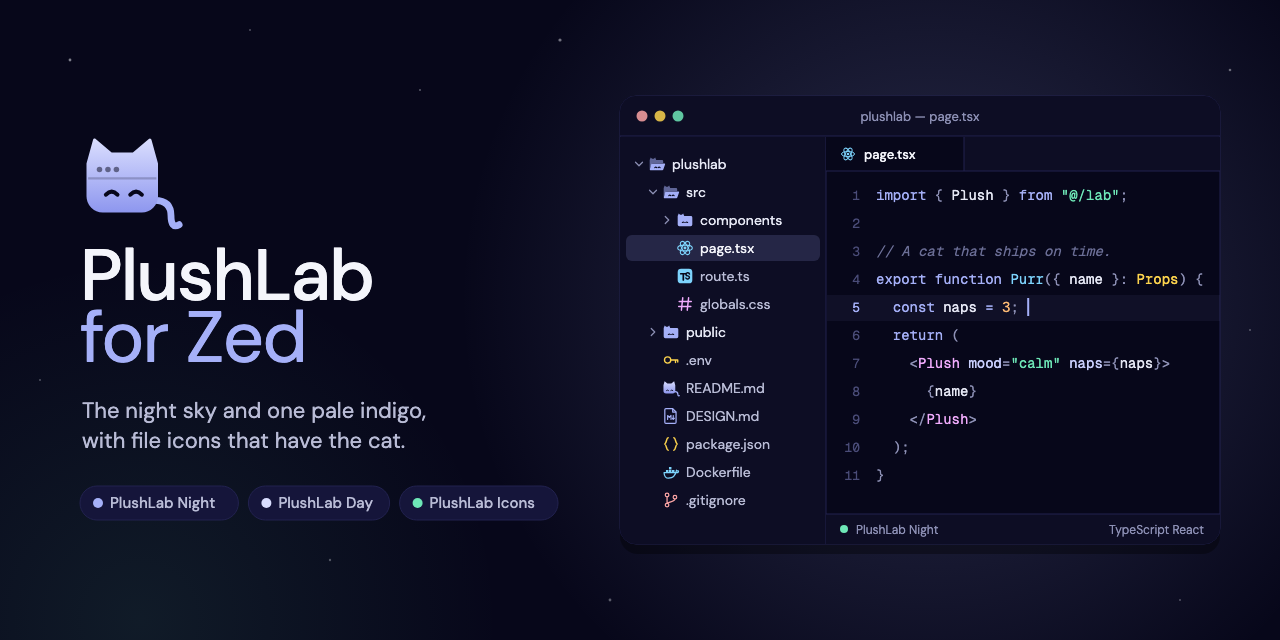 PlushLab
for Zed
The night sky and one pale indigo,
with file icons that have the cat.
PlushLab Night
PlushLab Day
PlushLab Icons
plushlab — page.tsx
plushlab
src
components
page.tsx
TS route.ts
globals.css
public
.env
README.md
DESIGN.md
package.json
Dockerfile
.gitignore
page.tsx
1 import { Plush } from "@/lab";
2
3 // A cat that ships on time.
4 export function Purr({ name }: Props) {
5 const naps = 3;
6 return (
7 <Plush mood="calm" naps={naps}>
8 {name}
9 </Plush>
10 );
11 }
PlushLab Night
TypeScript React